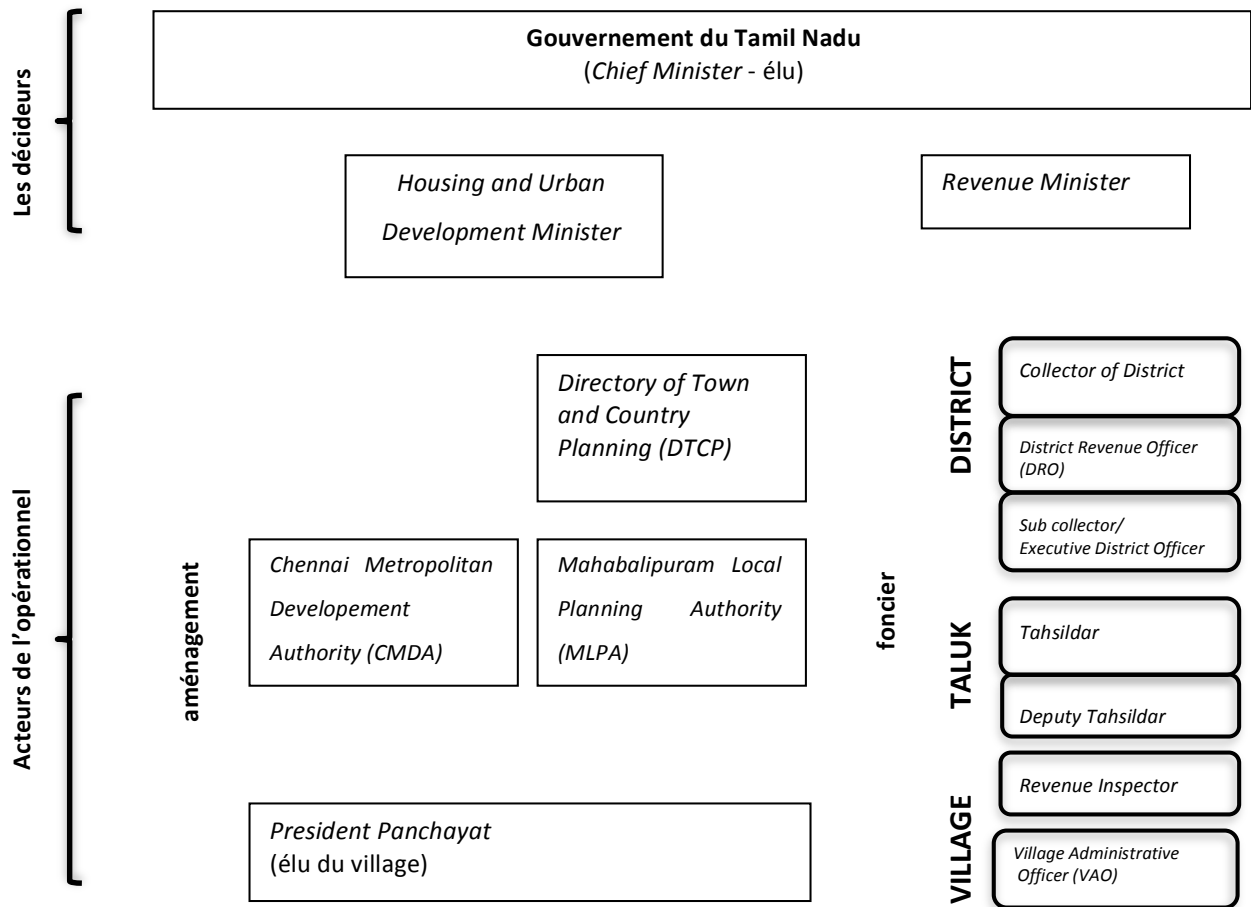 Les décideurs
Gouvernement du Tamil Nadu
(Chief Minister - élu)
Housing and Urban
Development Minister
Revenue Minister
Acteurs de l'opérationnel
aménagement
Directory of Town
and Country
Planning (DTCP)
Chennai Metropolitan
Developement
Authority (CMDA)
Mahabalipuram Local
Planning Authority
(MLPA)
President Panchayat
(élu du village)
foncier
DISTRICT
Collector of District
District Revenue Officer
(DRO)
Sub collector/
Executive District Officer
TALUK
Tahsildar
Deputy Tahsildar
VILLAGE
Revenue Inspector
Village Administrative
Officer (VAO)